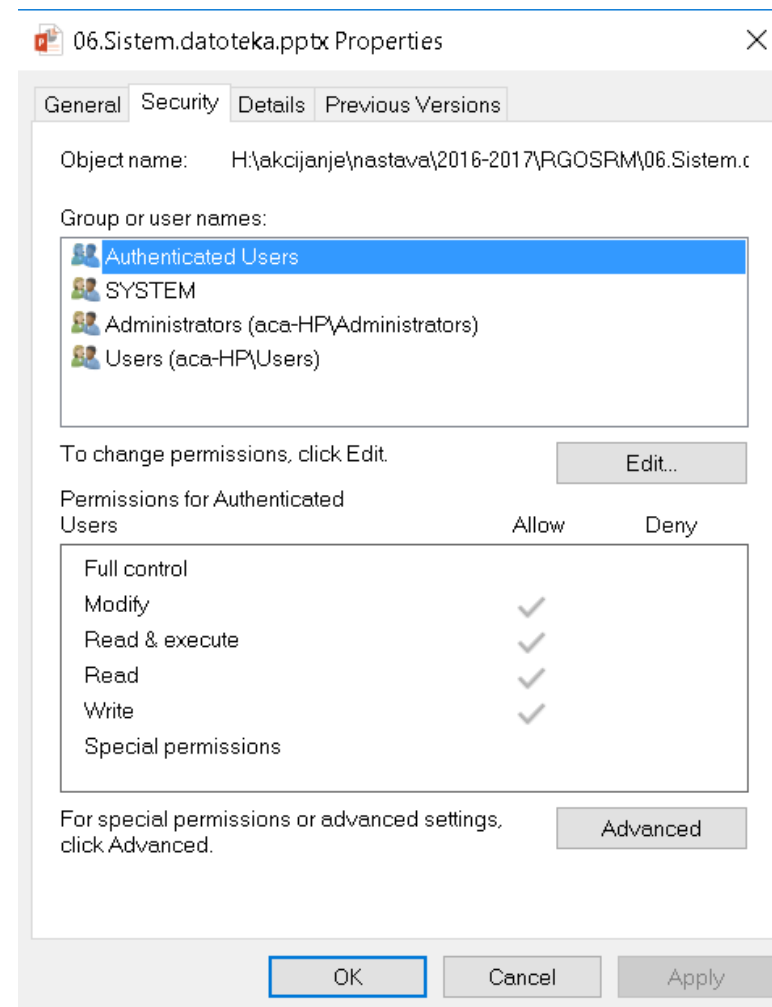 06.Sistem.datoteka.pptx Properties
General Security Details Previous Versions
Object name: H:\akcijanje\nastava\2016-2017\RGOSRM\06.Sistem.c
Group or user names:
Authenticated Users
SYSTEM
Administrators (aca-HP\Administrators)
Users (aca-HP\Users)
To change permissions, click Edit.
Edit...
Permissions for Authenticated
Users Allow Deny
Full control
Modify
Read & execute
Read
Write
Special permissions
For special permissions or advanced settings,
click Advanced.
Advanced
OK Cancel Apply